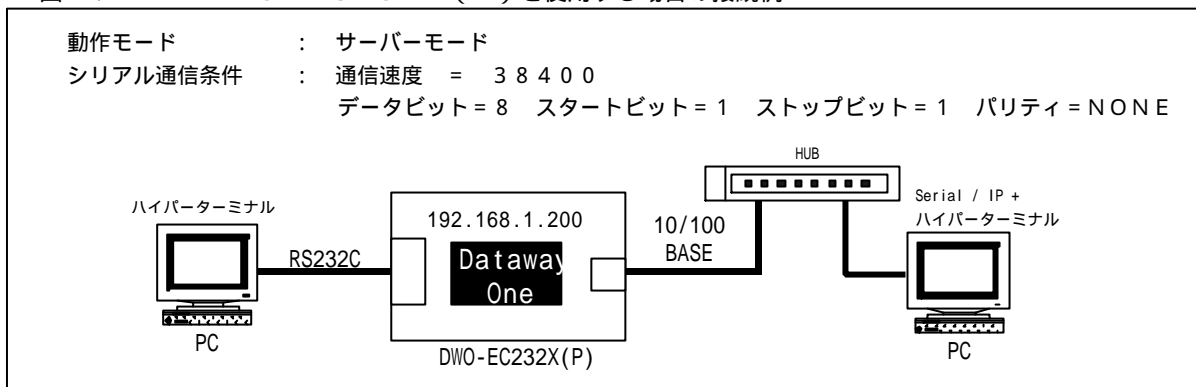 動作モード : サーバーモード
シリアル通信条件 : 通信速度 = 38400
データビット=8 スタートビット=1 ストップビット=1 パリティ=NONE
HUB
ハイパーターミナル
192.168.1.200
10/100
BASE
Serial / IP +
ハイパーターミナル
RS232C
Dataway
One
PC
DWO-EC232X(P)
PC